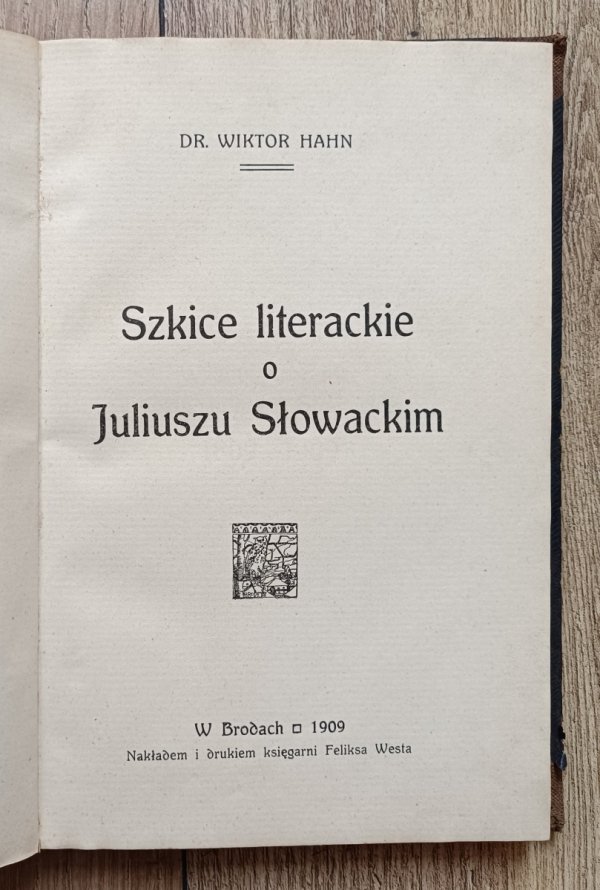 DR. WIKTOR HAHN
Szkice literackie
o
Juliuszu Słowackim
W Brodach □ 1909
Nakładem i drukiem księgarni Feliksa Westa